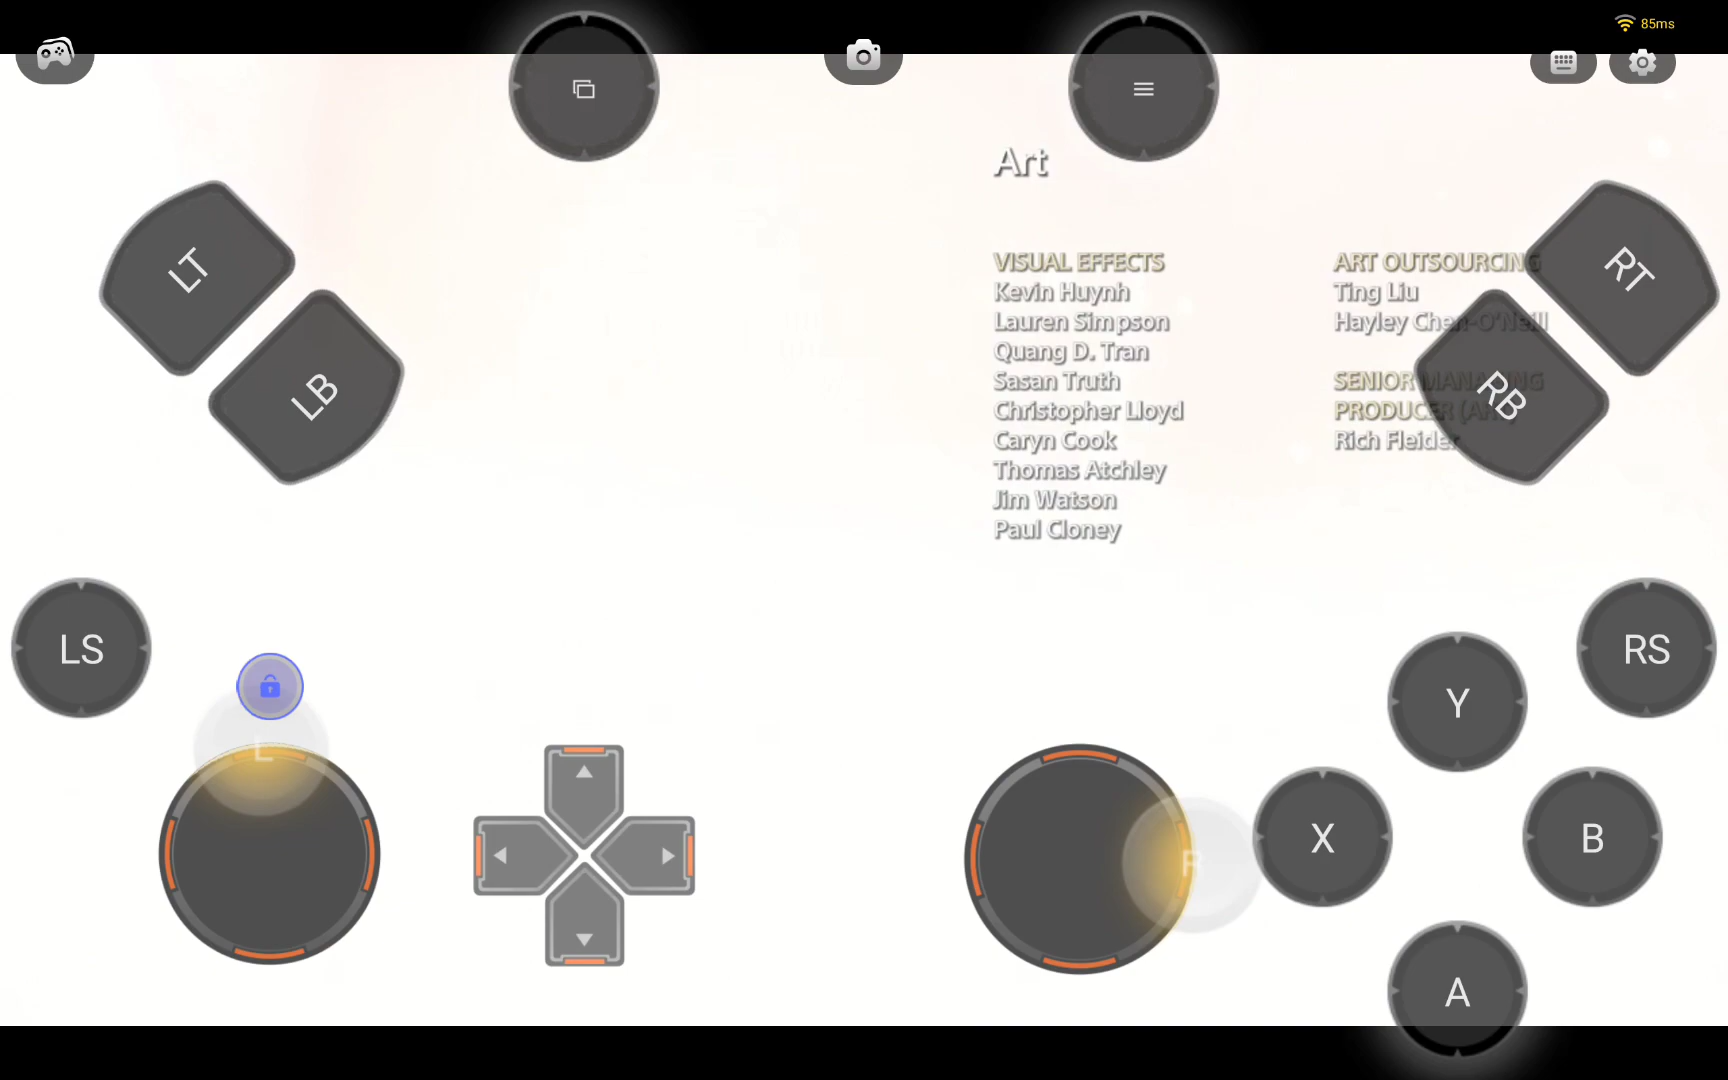 85ms
Art
VISUAL EFFECTS
Kevin Huynh
Lauren Simpson
Quang D. Tran
Sasan Truth
Christopher Lloyd
Caryn Cook
Thomas Atchley
Jim Watson
Paul Cloney
ART OUTSOURCING
Ting Liu
Hayley Chen-O'Neill
SENIOR MANAGING
PRODUCER
Rich Fleider
LT
LB
RT
RB
LS
L
RS
Y
X
B
R
A